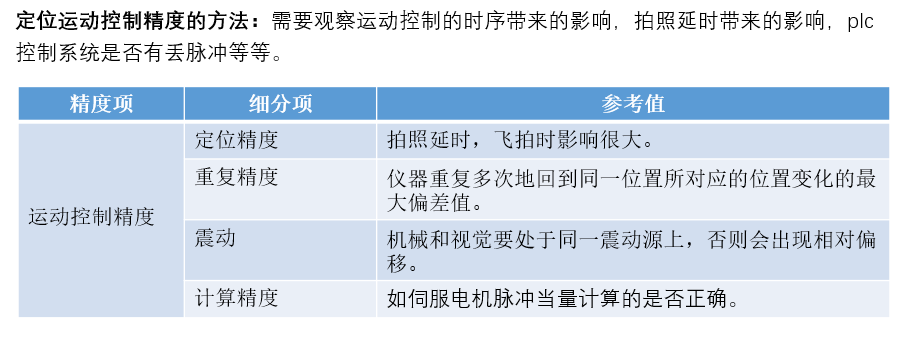 定位运动控制精度的方法：需要观察运动控制的时序带来的影响，拍照延时带来的影响，plc
控制系统是否有丢脉冲等等。
精度项 细分项 参考值
运动控制精度
定位精度 拍照延时，飞拍时影响很大。
重复精度 仪器重复多次地回到同一位置所对应的位置变化的最
大偏差值。
震动 机械和视觉要处于同一震动源上，否则会出现相对偏
移。
计算精度 如伺服电机脉冲当量计算的是否正确。